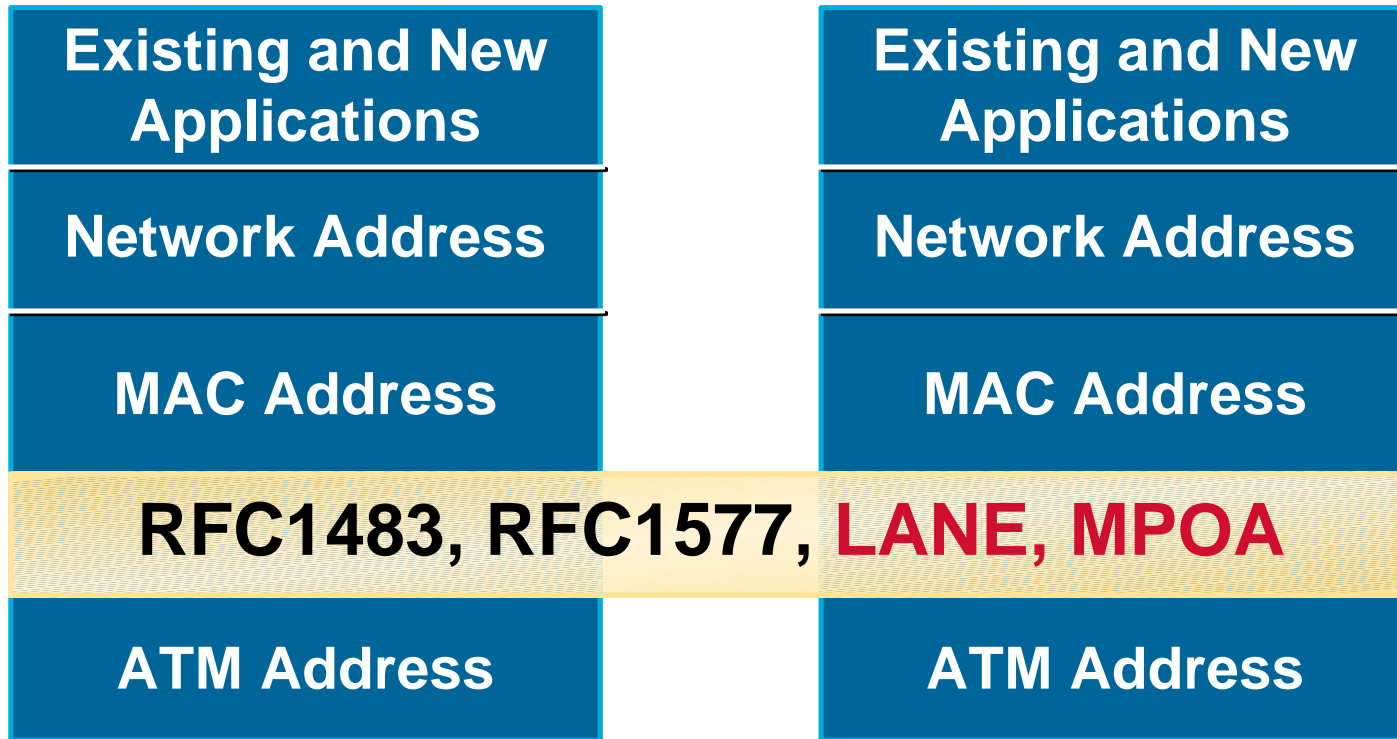 Existing and New
Applications
Network Address
MAC Address
Existing and New
Applications
Network Address
MAC Address
RFC1483, RFC1577, LANE, MPOA
ATM Address
ATM Address